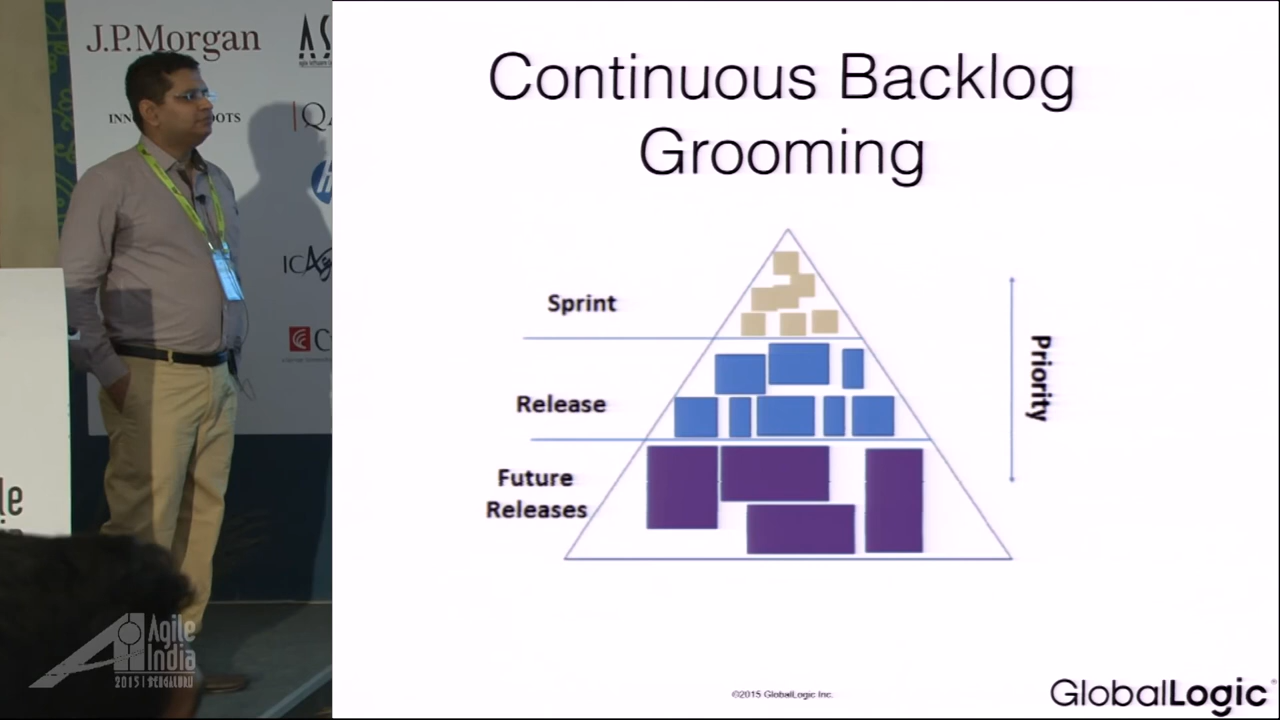 J.P.Morgan
Continuous Backlog
Grooming
Sprint
Release
Future
Releases
Priority
Agile
India
2015 | BENGALURU
©2015 GlobalLogic Inc.
GlobalLogic